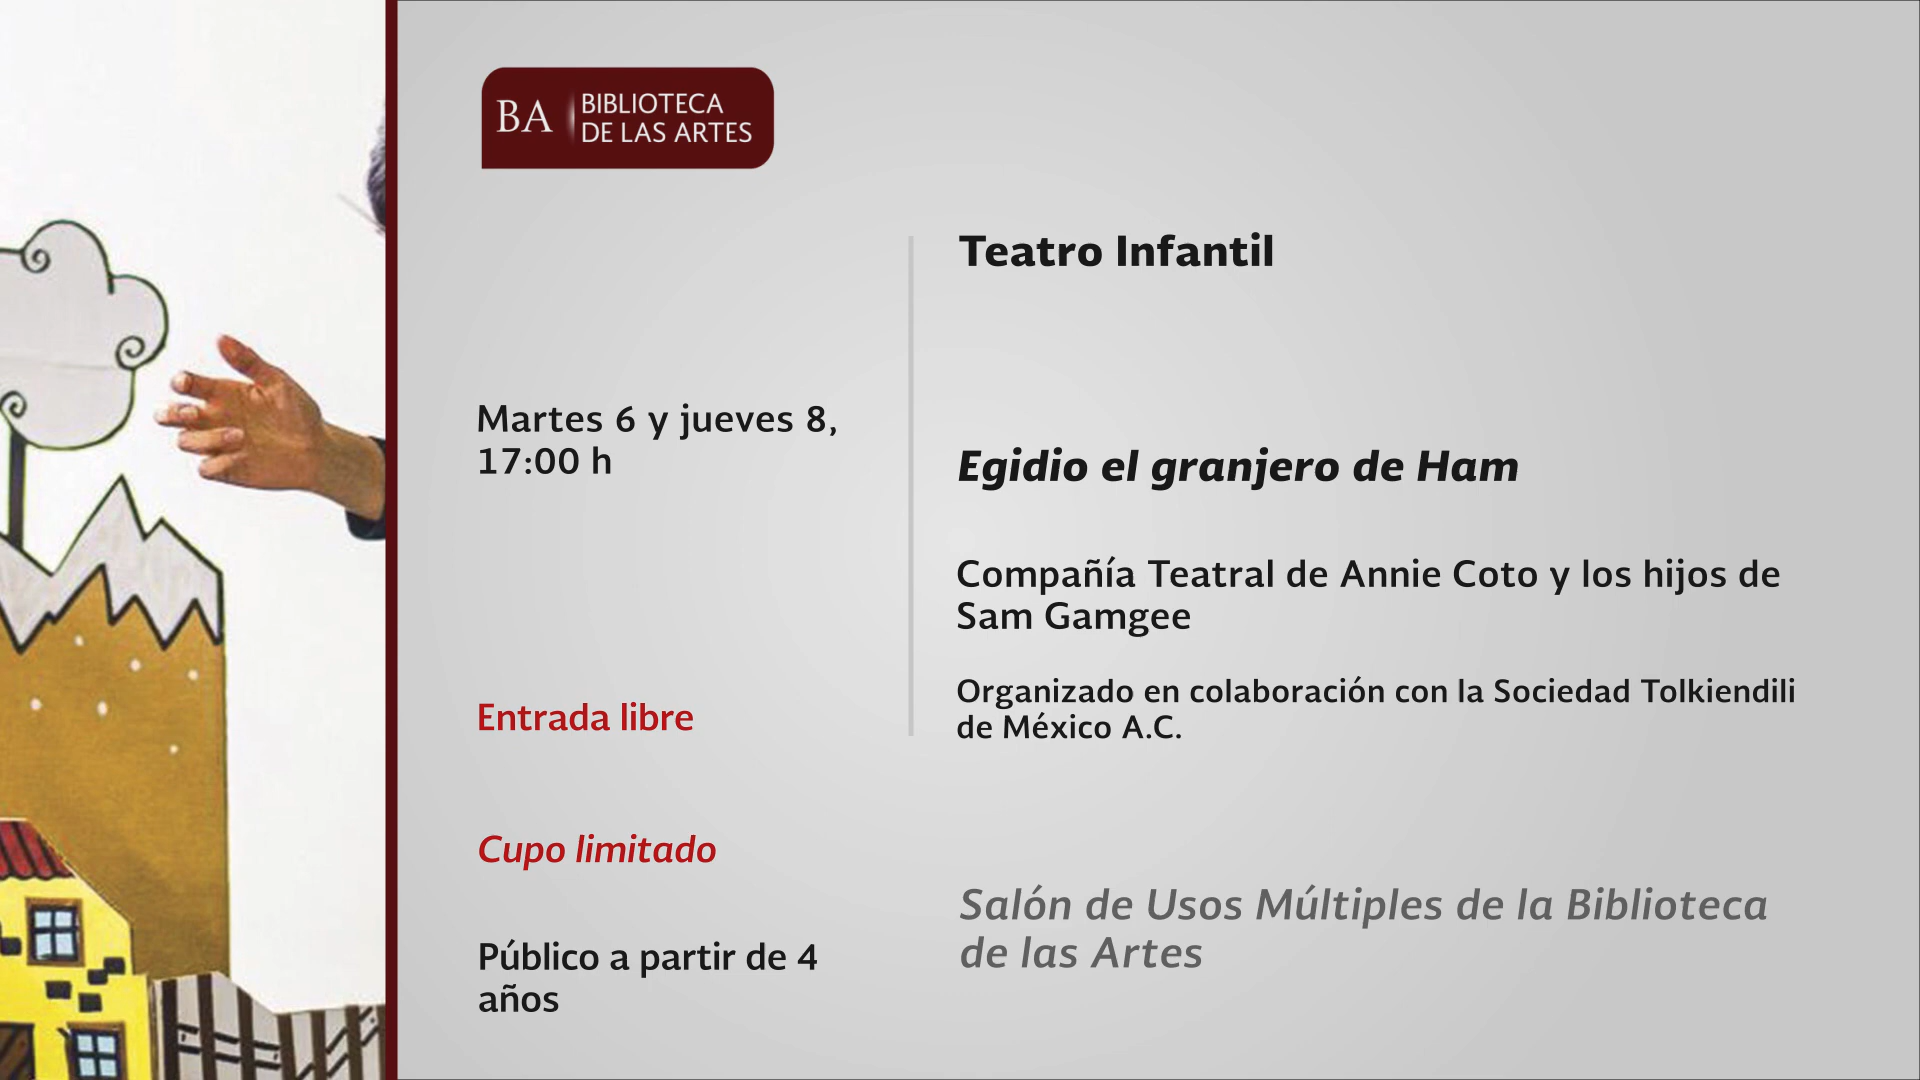 BA BIBLIOTECA
DE LAS ARTES
Teatro Infantil
Martes 6 y jueves 8,
17:00 h
Egidio el granjero de Ham
Compañía Teatral de Annie Coto y los hijos de
Sam Gamgee
Organizado en colaboración con la Sociedad Tolkiendili
de México A.C.
Entrada libre
Cupo limitado
Público a partir de 4
años
Salón de Usos Múltiples de la Biblioteca
de las Artes